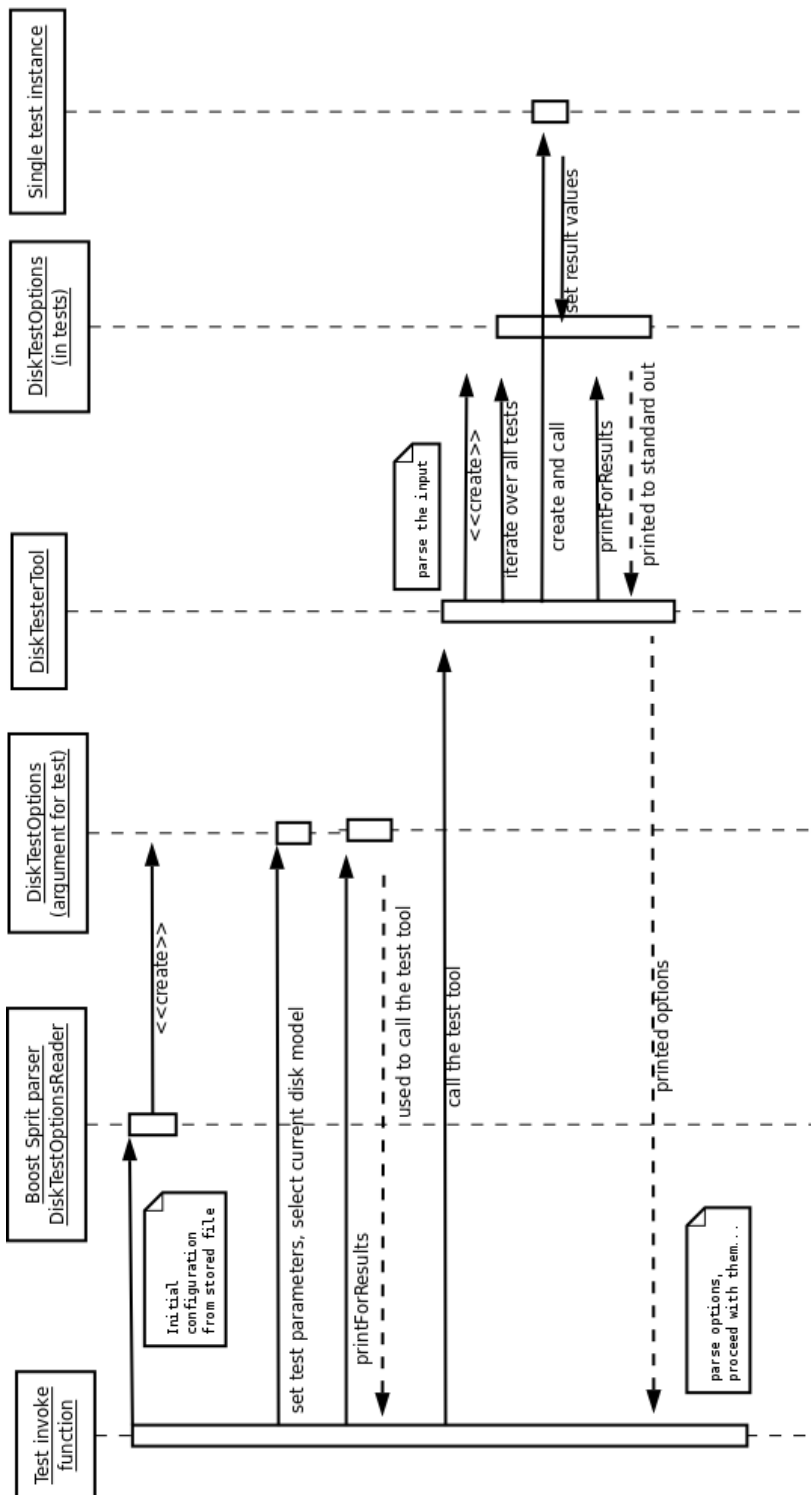 Test invoke
function
Boost Sprit parser
DiskTestOptionsReader
DiskTestOptions
(argument for test)
DiskTesterTool
DiskTestOptions
(in tests)
Single test instance
Initial
configuration
from stored file
<<create>>
set test parameters, select current disk model
printForResults
used to call the test tool
call the test tool
parse the input
<<create>>
iterate over all tests
create and call
set result values
printForResults
printed to standard out
printed options
parse options,
proceed with them...